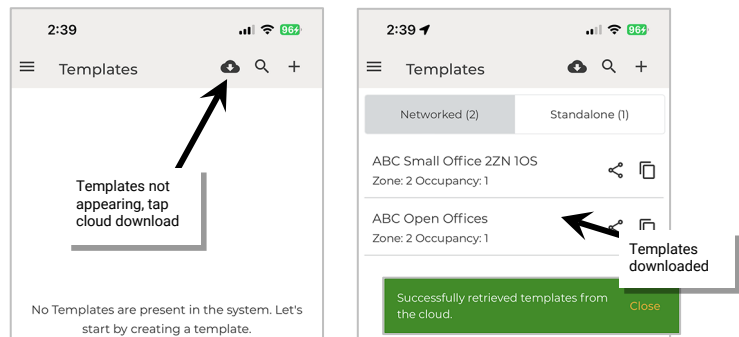 2:39
96
Templates
Templates not
appearing, tap
cloud download
No Templates are present in the system. Let's
start by creating a template.
2:39
96
Templates
Networked (2)
Standalone (1)
ABC Small Office 2ZN 1OS
Zone: 2 Occupancy: 1
ABC Open Offices
Zone: 2 Occupancy: 1
Templates
downloaded
Successfully retrieved templates from
the cloud.
Close